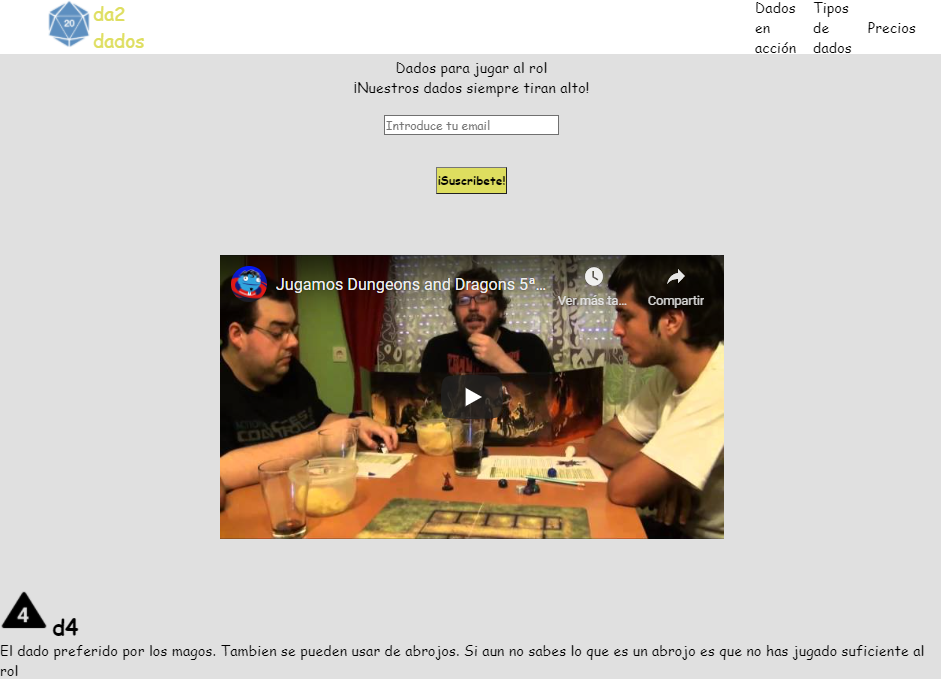 20
da2
dados
Dados
en
acción
Tipos
de
dados
Precios
Dados para jugar al rol
¡Nuestros dados siempre tiran alto!
Introduce tu email
¡Suscribete!
Jugamos Dungeons and Dragons 5ª...
Ver más ta...
Compartir
4
d4
El dado preferido por los magos. Tambien se pueden usar de abrojos. Si aun no sabes lo que es un abrojo es que no has jugado suficiente al
rol